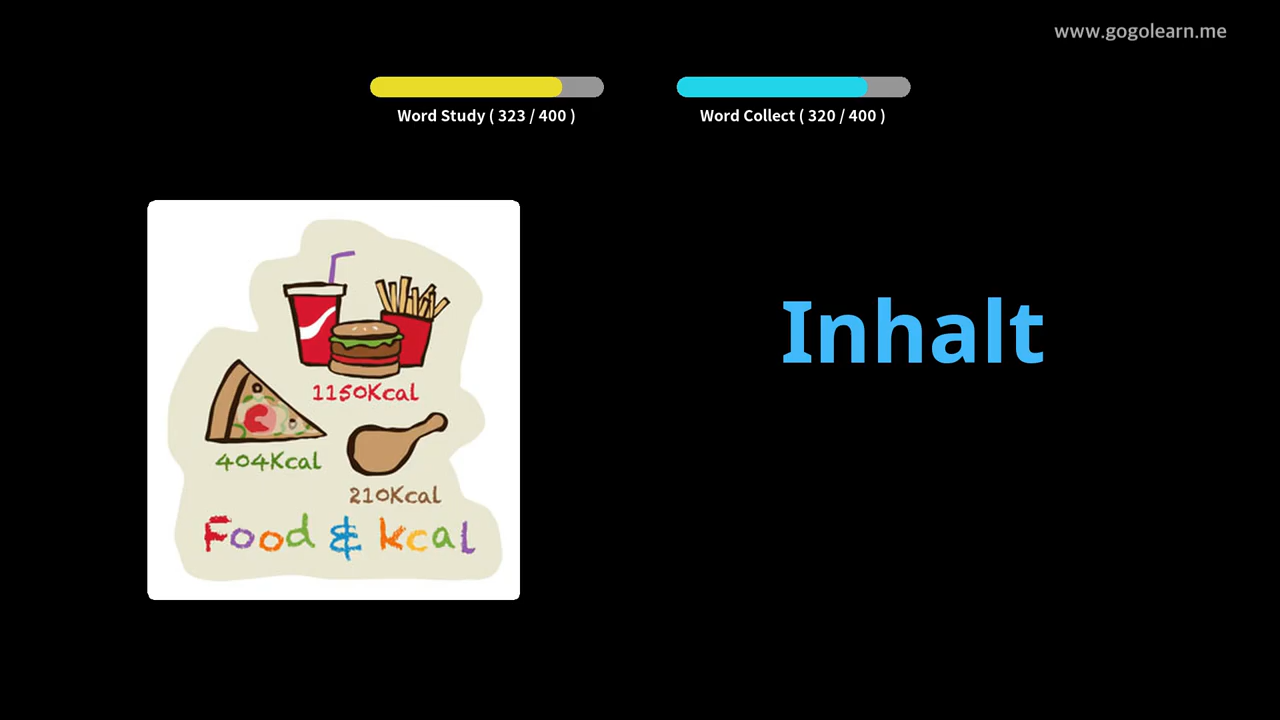 www.gogolearn.me
Word Study ( 323 / 400 )
Word Collect ( 320 / 400 )
1150Kcal
404Kcal
210Kcal
Food & kcal
Inhalt